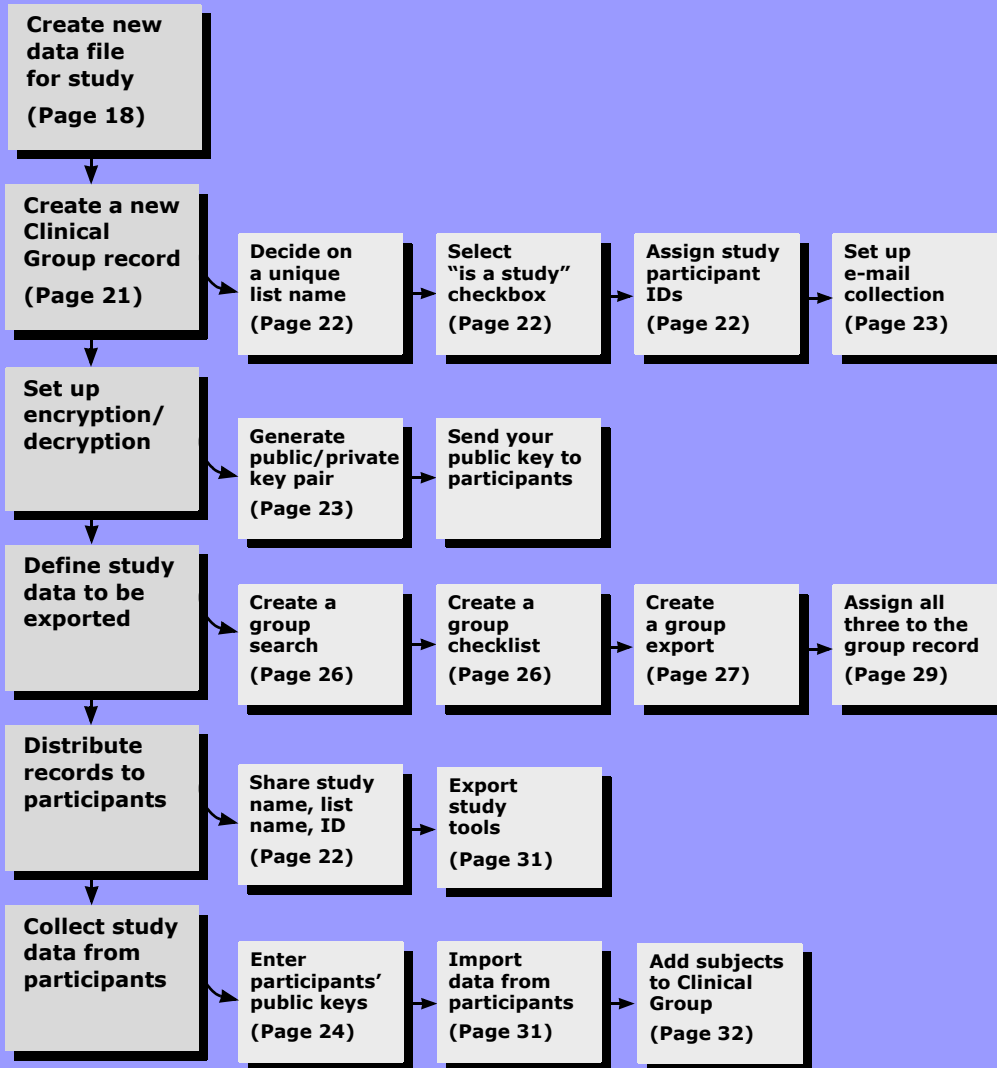 Create new
data file
for study
(Page 18)
Create a new
Clinical
Group record
(Page 21)
Decide on
a unique
list name
(Page 22)
Select
“is a study”
checkbox
(Page 22)
Assign study
participant
IDs
(Page 22)
Set up
e-mail
collection
(Page 23)
Set up
encryption/
decryption
Generate
public/private
key pair
(Page 23)
Send your
public key to
participants
Define study
data to be
exported
Create a
group
search
(Page 26)
Create a
group
checklist
(Page 26)
Create
a group
export
(Page 27)
Assign all
three to the
group record
(Page 29)
Distribute
records to
participants
Share study
name, list
name, ID
(Page 22)
Export
study
tools
(Page 31)
Collect study
data from
participants
Enter
participants’
public keys
(Page 24)
Import
data from
participants
(Page 31)
Add subjects
to Clinical
Group
(Page 32)